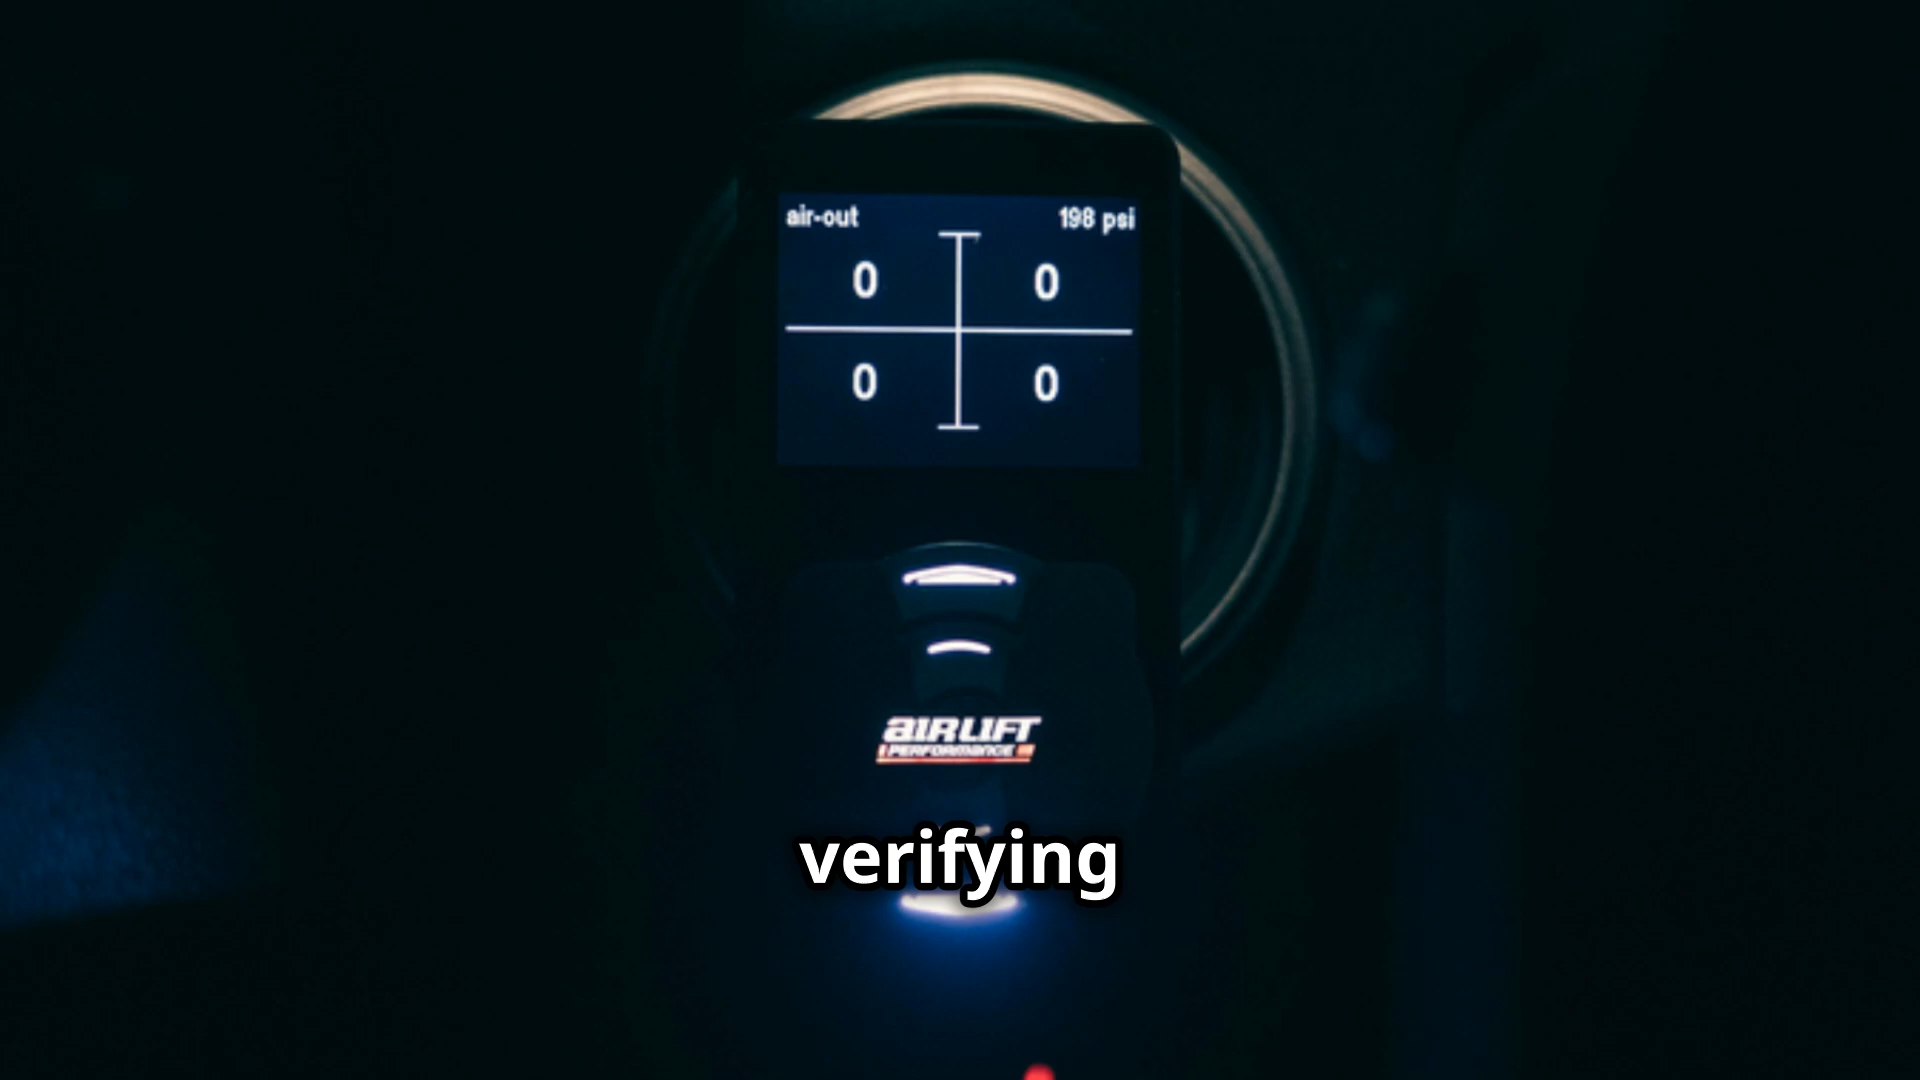 air-out 198 psi
0 0
0 0
AIRLIFT
PERFORMANCE
verifying